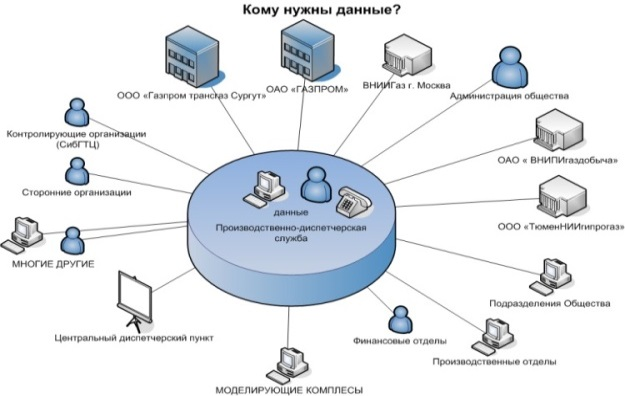 Кому нужны данные?
ООО «Газпром трансгаз Сургут»
ОАО «ГАЗПРОМ»
ВНИИГаз г. Москва
Администрация общества
Контролирующие организации
(СибГТЦ)
ОАО « ВНИПИгаздобыча»
Сторонние организации
данные
Производственно-диспетчерская
служба
ООО «ТюменНИИгипрогаз»
МНОГИЕ ДРУГИЕ
Подразделения Общества
Центральный диспетчерский пункт
Финансовые отделы
Производственные отделы
МОДЕЛИРУЮЩИЕ КОМПЛЕСЫ